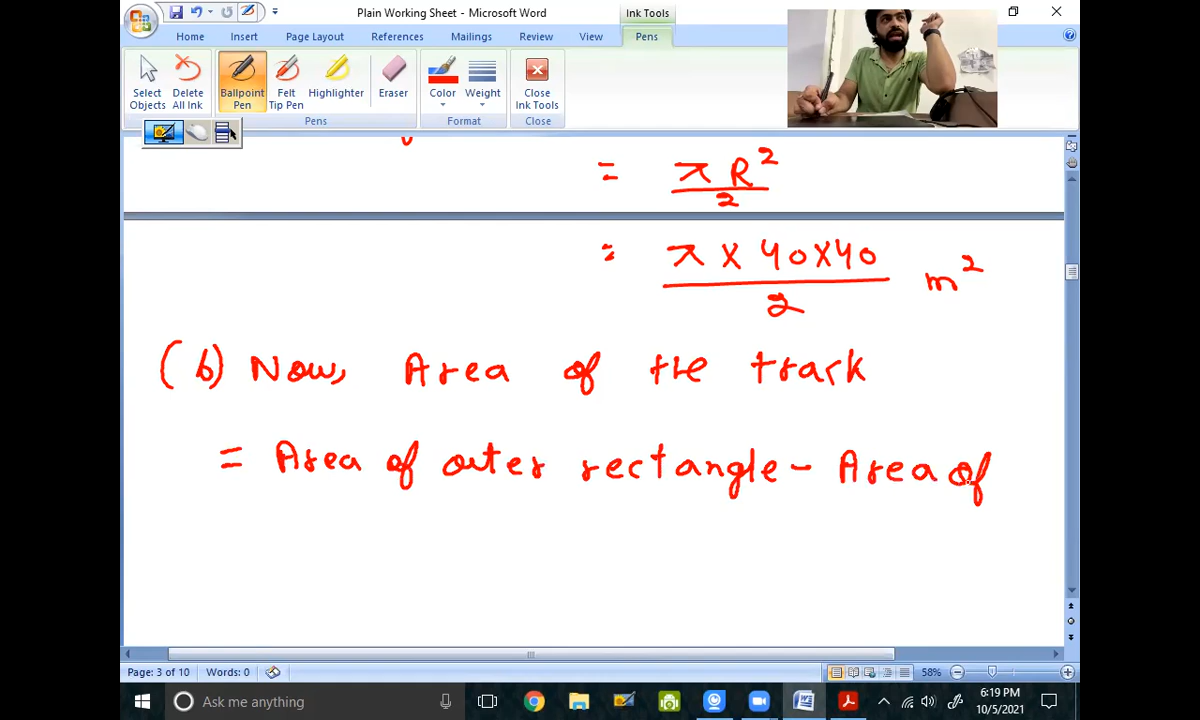 Plain Working Sheet - Microsoft Word
Ink Tools
Home Insert Page Layout References Mailings Review View Pens
Select Objects
Delete All Ink
Ballpoint Pen
Felt Tip Pen
Highlighter
Eraser
Color
Weight
Close Ink Tools
Pens Format Close
= π R²
2
= π × 40 × 40 m²
2
(b) Now, Area of the track
= Area of outer rectangle - Area of
Page: 3 of 10 Words: 0 58%
Ask me anything
6:19 PM
10/5/2021